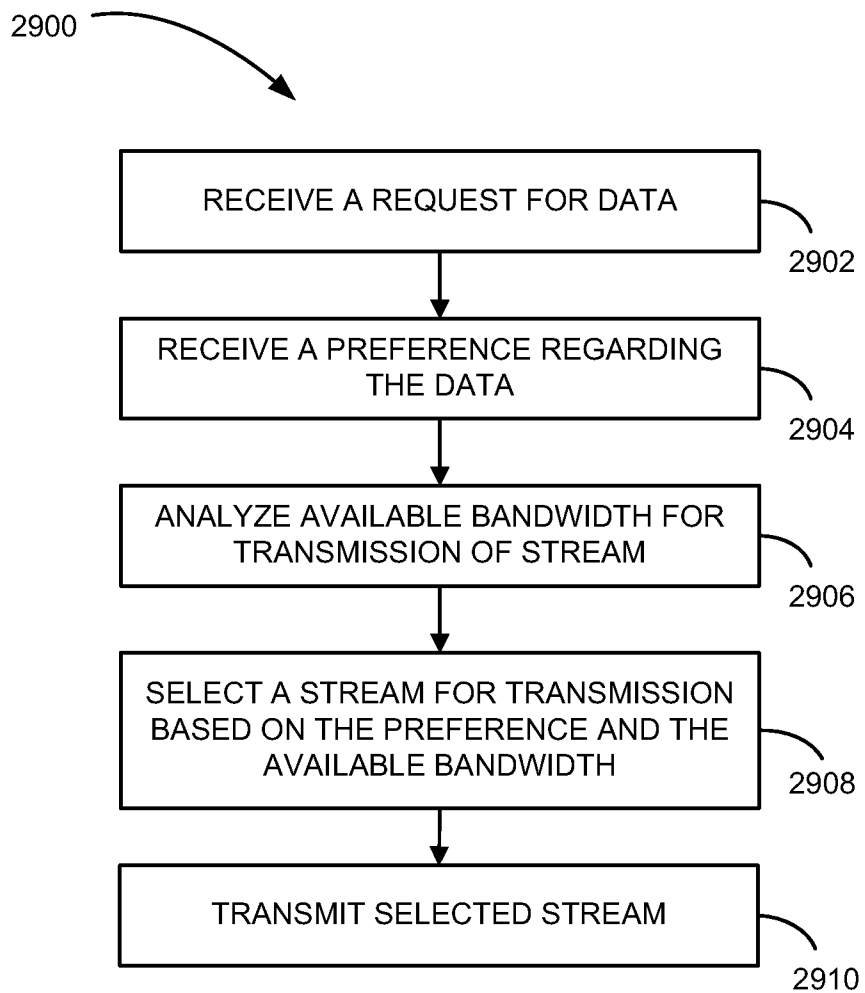 2900
RECEIVE A REQUEST FOR DATA
2902
RECEIVE A PREFERENCE REGARDING
THE DATA
2904
ANALYZE AVAILABLE BANDWIDTH FOR
TRANSMISSION OF STREAM
2906
SELECT A STREAM FOR TRANSMISSION
BASED ON THE PREFERENCE AND THE
AVAILABLE BANDWIDTH
2908
TRANSMIT SELECTED STREAM
2910